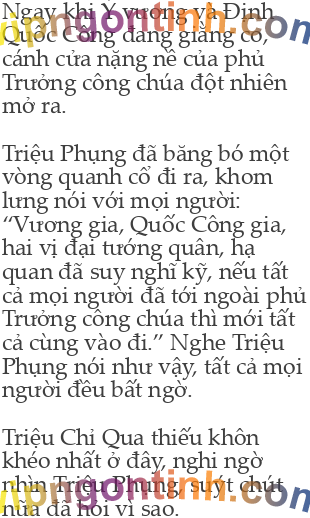 Ngay khi Ý vương và Định
Quốc Công đang giằng co,
cánh cửa nặng nề của phủ
Trưởng công chúa đột nhiên
mở ra.
Triệu Phụng đã băng bó một
vòng quanh cổ đi ra, khom
lưng nói với mọi người:
“Vương gia, Quốc Công gia,
hai vị đại tướng quân, hạ
quan đã suy nghĩ kỹ, nếu tất
cả mọi người đã tới ngoài phủ
Trưởng công chúa thì mời tất
cả cùng vào đi.” Nghe Triệu
Phụng nói như vậy, tất cả mọi
người đều bất ngờ.
Triệu Chỉ Qua thiếu khôn
khéo nhất ở đây, nghi ngờ
nhìn Triệu Phụng, suýt chút
nữa đã hỏi vì sao.